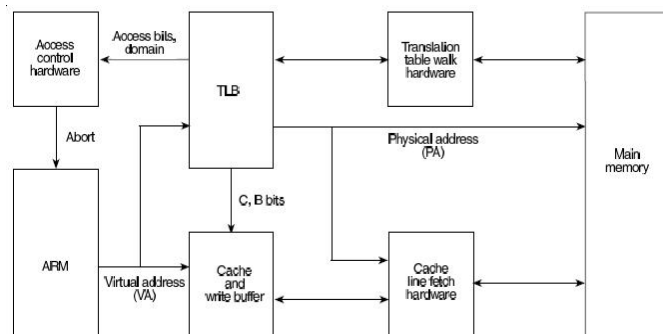 Access
control
hardware
Access bits,
domain
TLB
Translation
table walk
hardware
Abort
Physical address
(PA)
Main
memory
C, B bits
ARM
Virtual address
(VA)
Cache
and
write buffer
Cache
line fetch
hardware